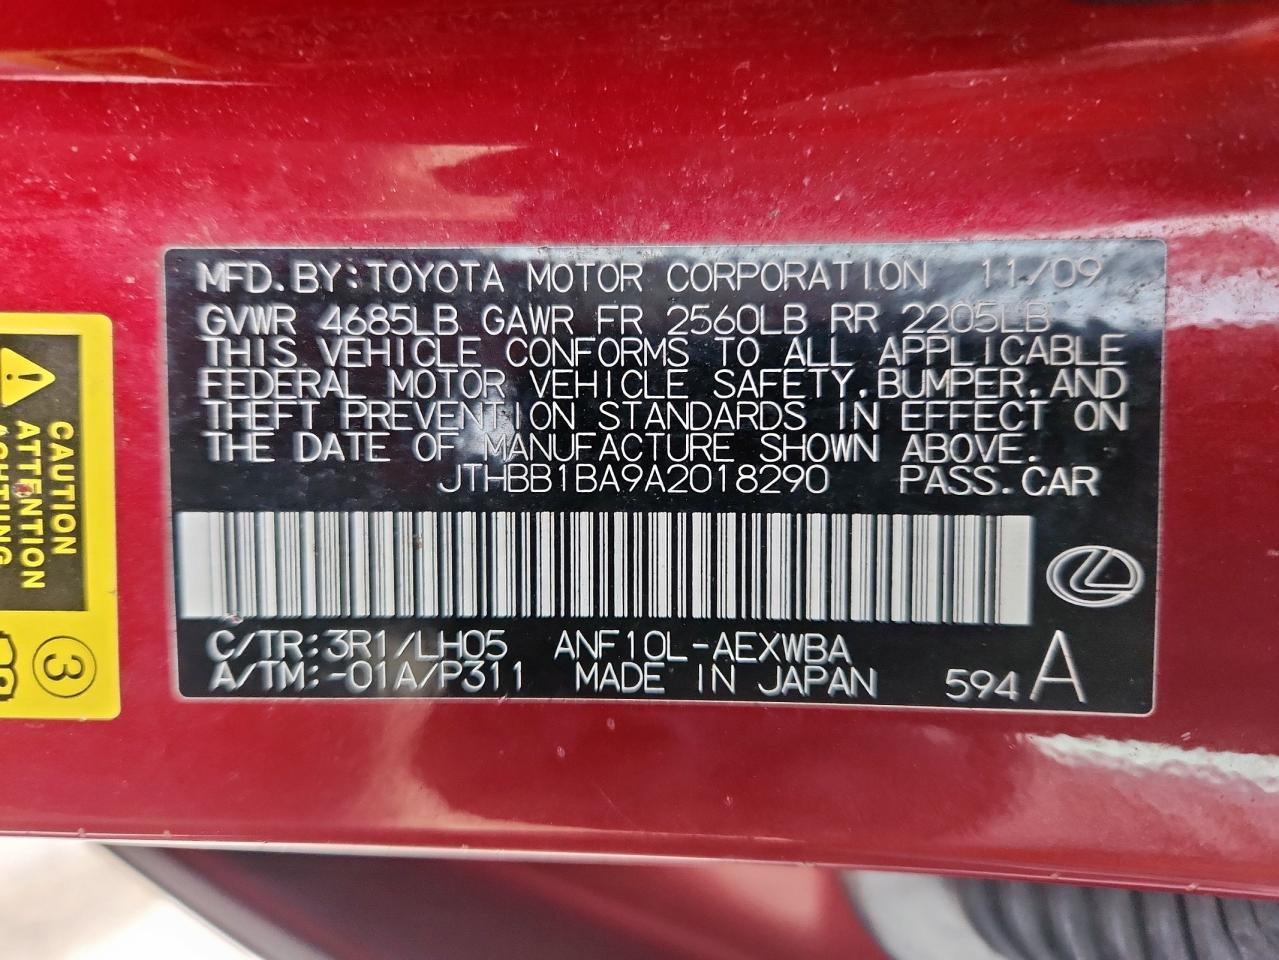 MFD. BY: TOYOTA MOTOR CORPORATION 11/09
GVWR 4685LB GAWR FR 2560LB RR 2205LB
THIS VEHICLE CONFORMS TO ALL APPLICABLE
FEDERAL MOTOR VEHICLE SAFETY, BUMPER, AND
THEFT PREVENTION STANDARDS IN EFFECT ON
THE DATE OF MANUFACTURE SHOWN ABOVE.
JTHBB1BA9A2018290 PASS. CAR
C/TR: 3R1/LH05 ANF10L-AEXWBA
A/TM: -01A/P311 MADE IN JAPAN 594 A
CAUTION
ATTENTION
ACHTUNG
3